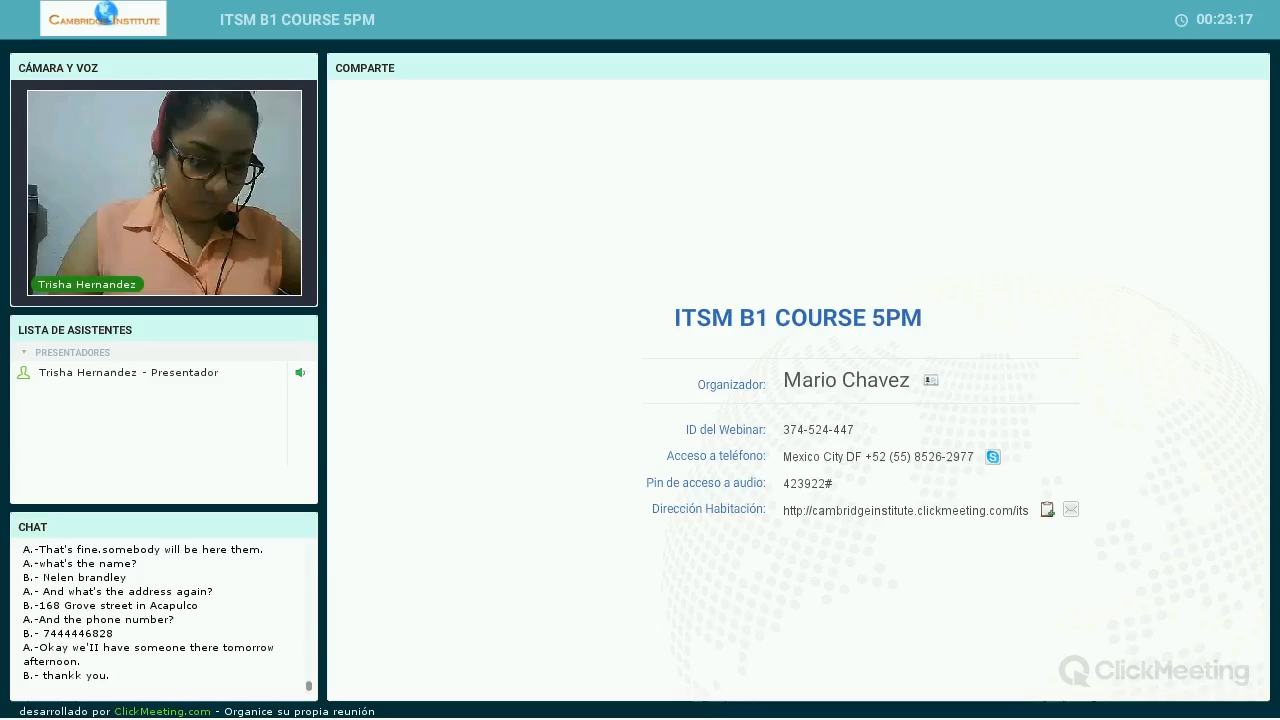 CAMBRIDGE INSTITUTE
ITSM B1 COURSE 5PM
00:23:17
CÁMARA Y VOZ
Trisha Hernandez
LISTA DE ASISTENTES
PRESENTADORES
Trisha Hernandez - Presentador
CHAT
A.-That's fine.somebody will be here them.
A.-what's the name?
B.- Nelen brandley
A.- And what's the address again?
B.-168 Grove street in Acapulco
A.-And the phone number?
B.- 7444446828
A.-Okay we'II have someone there tomorrow
afternoon.
B.- thankk you.
COMPARTE
ITSM B1 COURSE 5PM
Organizador: Mario Chavez
ID del Webinar: 374-524-447
Acceso a teléfono: Mexico City DF +52 (55) 8526-2977
Pin de acceso a audio: 423922#
Dirección Habitación: http://cambridgeinstitute.clickmeeting.com/its
ClickMeeting
desarrollado por ClickMeeting.com - Organice su propia reunión